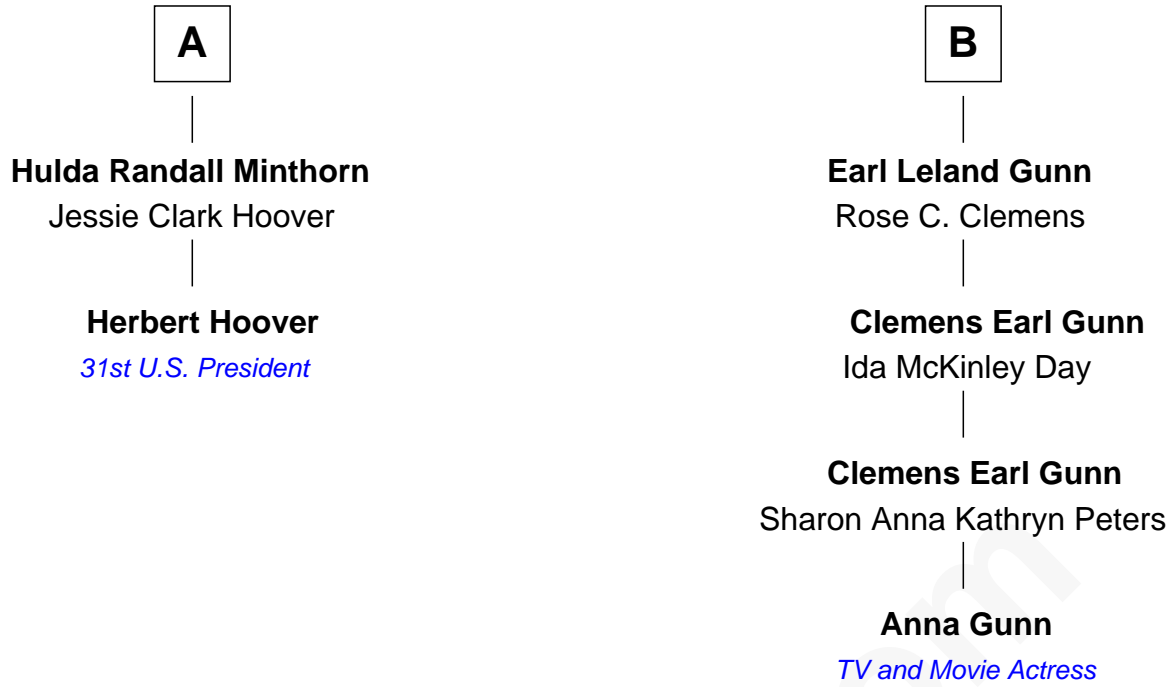 A
Hulda Randall Minthorn
Jessie Clark Hoover
Herbert Hoover
31st U.S. President
B
Earl Leland Gunn
Rose C. Clemens
Clemens Earl Gunn
Ida McKinley Day
Clemens Earl Gunn
Sharon Anna Kathryn Peters
Anna Gunn
TV and Movie Actress